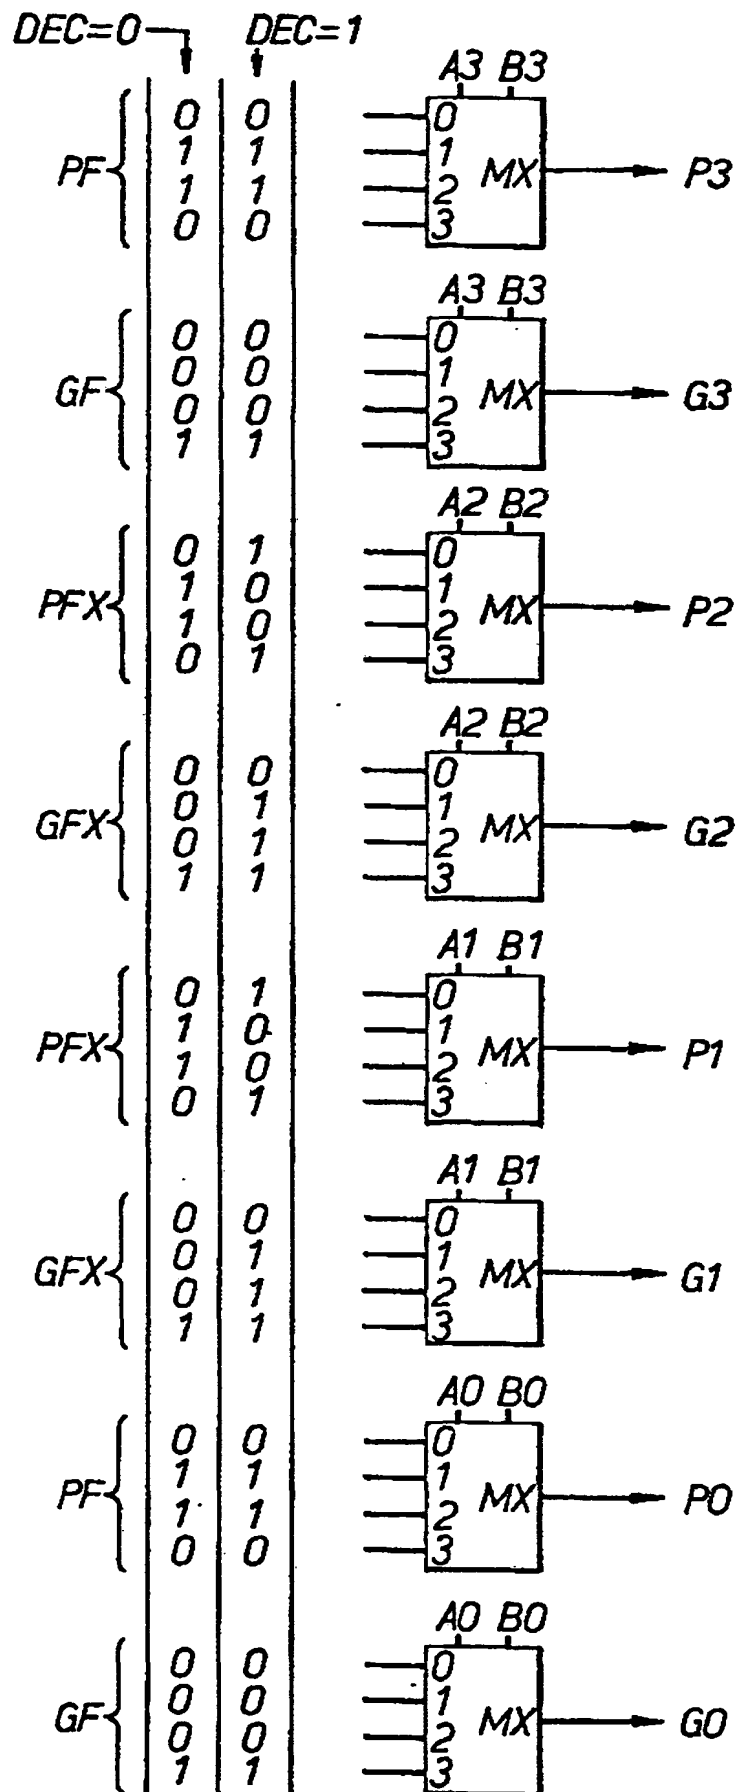 DEC=0 DEC=1
A3 B3
0 0 0
1 1 1
PF MX P3
1 1 2
0 0 3
A3 B3
0 0 0
0 0 1
GF MX G3
0 0 2
1 1 3
A2 B2
0 1 0
1 0 1
PFX MX P2
1 0 2
0 1 3
A2 B2
0 0 0
0 1 1
GFX MX G2
0 1 2
1 1 3
A1 B1
0 1 0
1 0 1
PFX MX P1
1 0 2
0 1 3
A1 B1
0 0 0
0 1 1
GFX MX G1
0 1 2
1 1 3
A0 B0
0 0 0
1 1 1
PF MX P0
1 1 2
0 0 3
A0 B0
0 0 0
0 0 1
GF MX G0
0 0 2
1 1 3